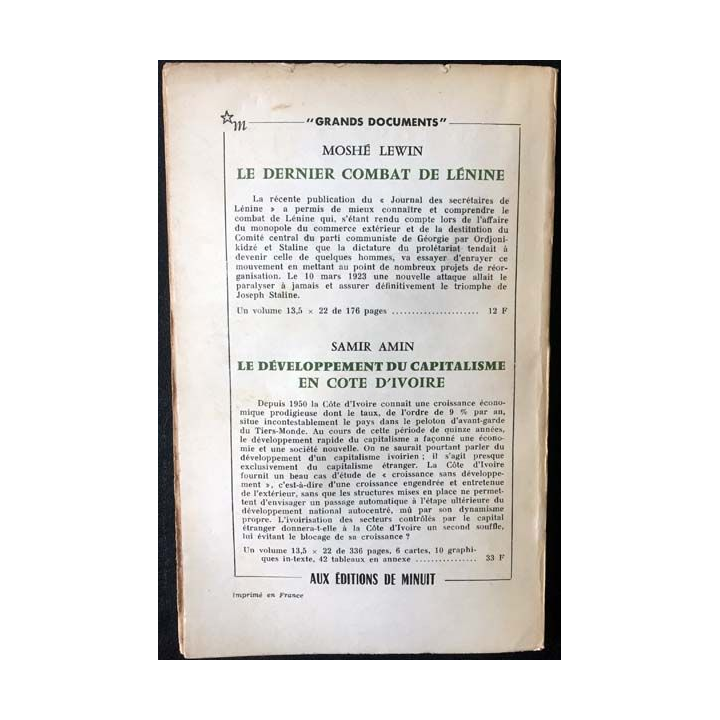 m "GRANDS DOCUMENTS"
MOSHÉ LEWIN
LE DERNIER COMBAT DE LÉNINE
La récente publication du « Journal des secrétaires de
Lénine » a permis de mieux connaître et comprendre le
combat de Lénine qui, s'étant rendu compte lors de l'affaire
du monopole du commerce extérieur et de la destitution du
Comité central du parti communiste de Géorgie par Ordjoni-
kidzé et Staline que la dictature du prolétariat tendait à
devenir celle de quelques hommes, va essayer d'enrayer ce
mouvement en mettant au point de nombreux projets de réor-
ganisation. Le 10 mars 1923 une nouvelle attaque allait le
paralyser à jamais et assurer définitivement le triomphe de
Joseph Staline.
Un volume 13,5 × 22 de 176 pages ...................... 12 F
SAMIR AMIN
LE DÉVELOPPEMENT DU CAPITALISME
EN COTE D'IVOIRE
Depuis 1950 la Côte d'Ivoire connaît une croissance écono-
mique prodigieuse dont le taux, de l'ordre de 9 % par an,
situe incontestablement le pays dans le peloton d'avant-garde
du Tiers-Monde. Au cours de cette période de quinze années,
le développement rapide du capitalisme a façonné une écono-
mie et une société nouvelle. On ne saurait pourtant parler du
développement d'un capitalisme ivoirien ; il s'agit presque
exclusivement du capitalisme étranger. La Côte d'Ivoire
fournit un beau cas d'étude de « croissance sans développe-
ment », c'est-à-dire d'une croissance engendrée et entretenue
de l'extérieur, sans que les structures mises en place ne permet-
tent d'envisager un passage automatique à l'étape ultérieure du
développement national autocentré, mû par son dynamisme
propre. L'ivoirisation des secteurs contrôlés par le capital
étranger donnera-t-elle à la Côte d'Ivoire un second souffle,
lui évitant le blocage de sa croissance ?
Un volume 13,5 × 22 de 336 pages, 6 cartes, 10 graphi-
ques in-texte, 42 tableaux en annexe ................ 33 F
AUX ÉDITIONS DE MINUIT
Imprimé en France